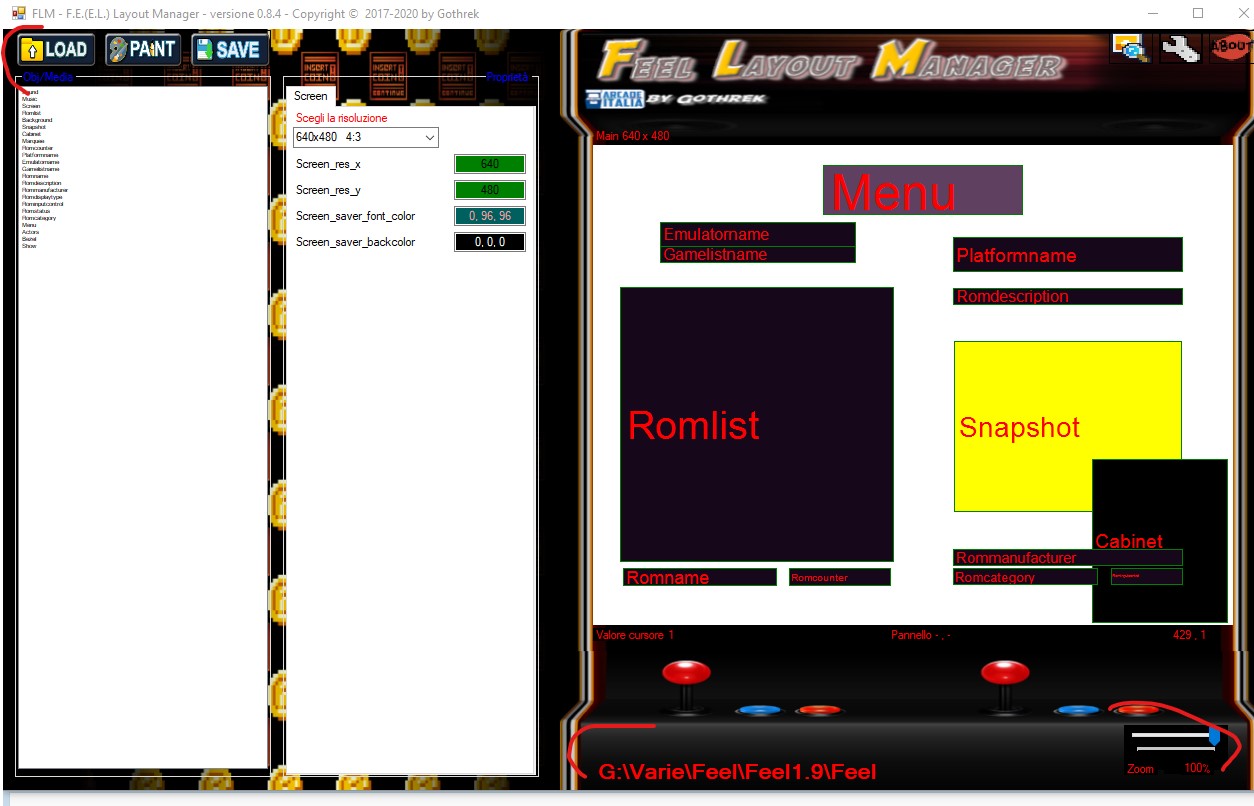 FLM - F.E.(E.L.) Layout Manager - versione 0.8.4 - Copyright © 2017-2020 by Gothrek
LOAD PAINT SAVE
FEEL LAYOUT MANAGER
ABOUT
ARCADE ITALIA BY GOTHREK
INSERT COIN CONTINUE
Obj/Media
Proprietà
Music
Screen
Romlist
Background
Snapshot
Cabinet
Marquee
Romcounter
Platformname
Emulatorname
Gamelistname
Romname
Romdescription
Rommanufacturer
Romdisplaytype
Rominputcontrol
Romstatus
Romcategory
Menu
Actors
Bezel
Show
Screen
Scegli la risoluzione
640x480 4:3
Screen_res_x 640
Screen_res_y 480
Screen_saver_font_color 0, 96, 96
Screen_saver_backcolor 0, 0, 0
Main 640 x 480
Menu
Emulatorname
Gamelistname
Platformname
Romdescription
Romlist
Snapshot
Cabinet
Rommanufacturer
Romname
Romcounter
Romcategory
Valore cursore 1
Pannello - , -
429 , 1
G:\Varie\Feel\Feel1.9\Feel
Zoom 100%